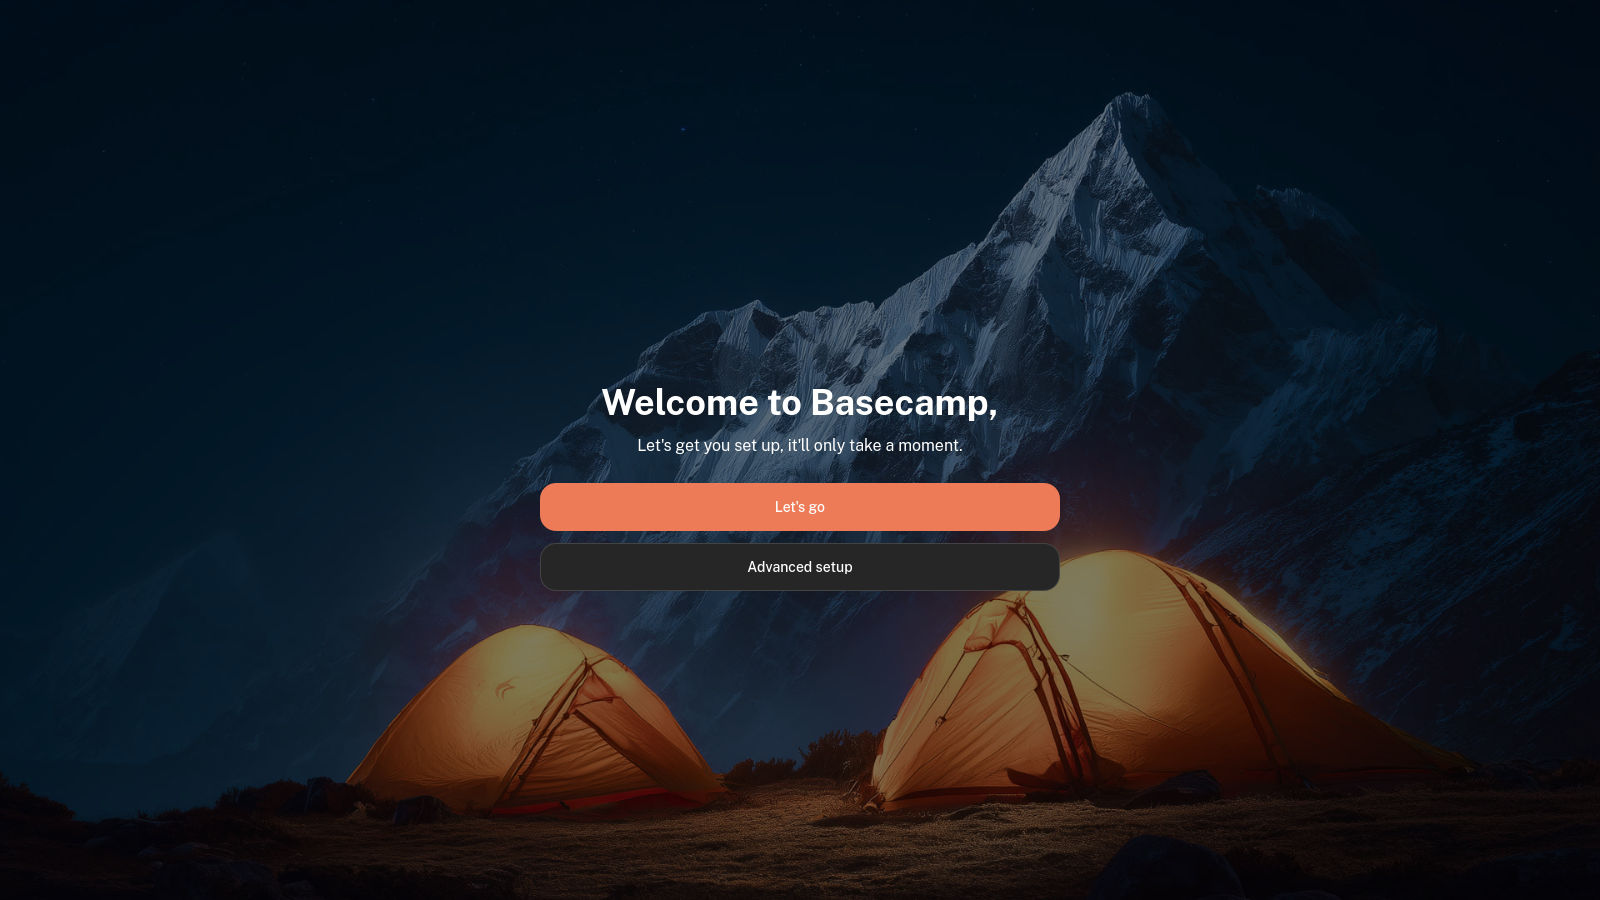 Welcome to Basecamp,
Let's get you set up, it'll only take a moment.
Let's go
Advanced setup